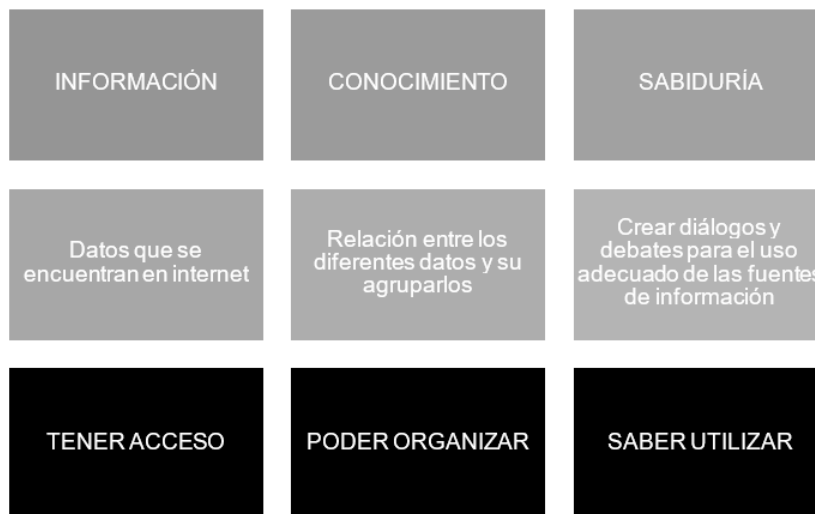 INFORMACIÓN
CONOCIMIENTO
SABIDURÍA
Datos que se
encuentran en internet
Relación entre los
diferentes datos y su
agruparlos
Crear diálogos y
debates para el uso
adecuado de las fuentes
de información
TENER ACCESO
PODER ORGANIZAR
SABER UTILIZAR